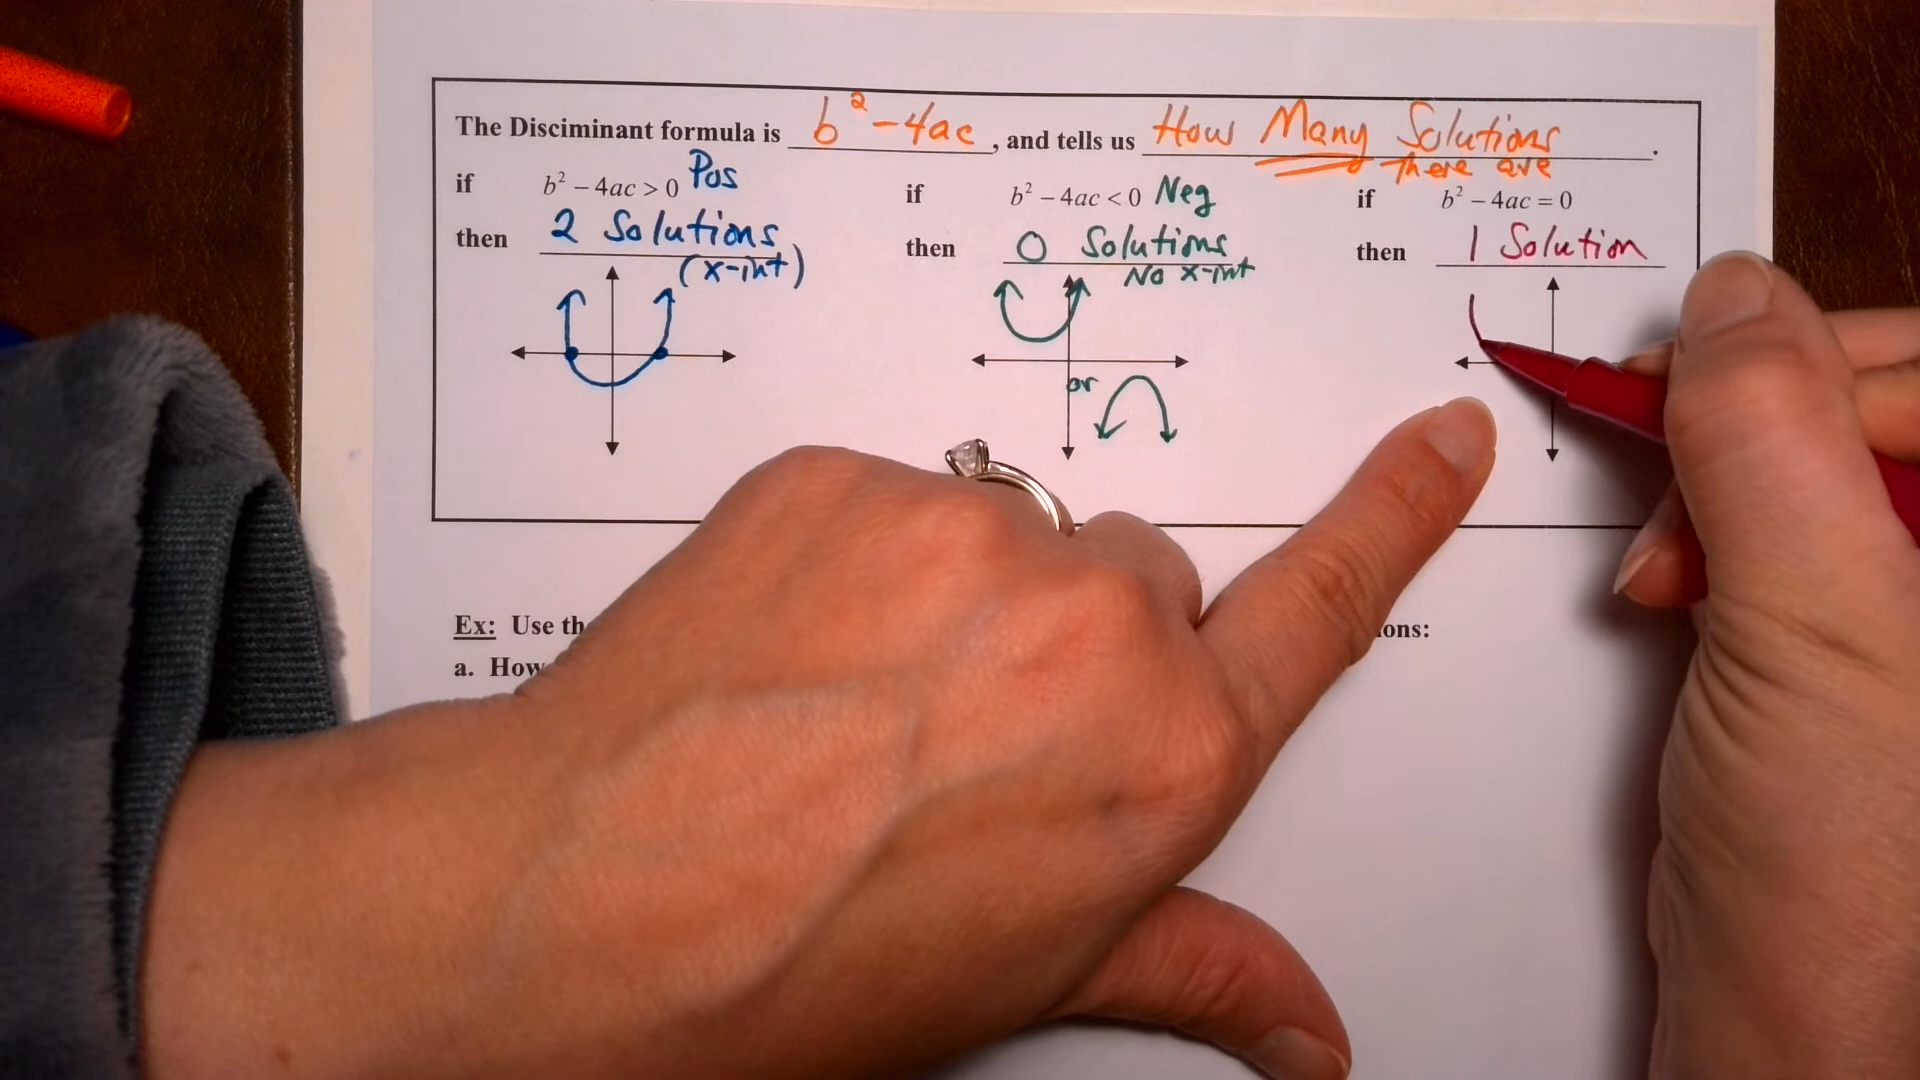 The Disciminant formula is b² – 4ac, and tells us How Many Solutions There are.
if b² – 4ac > 0 Pos if b² – 4ac < 0 Neg if b² – 4ac = 0
then 2 Solutions then 0 Solutions then 1 Solution
(x-int) No x-int
or
Ex: Use th
a. How